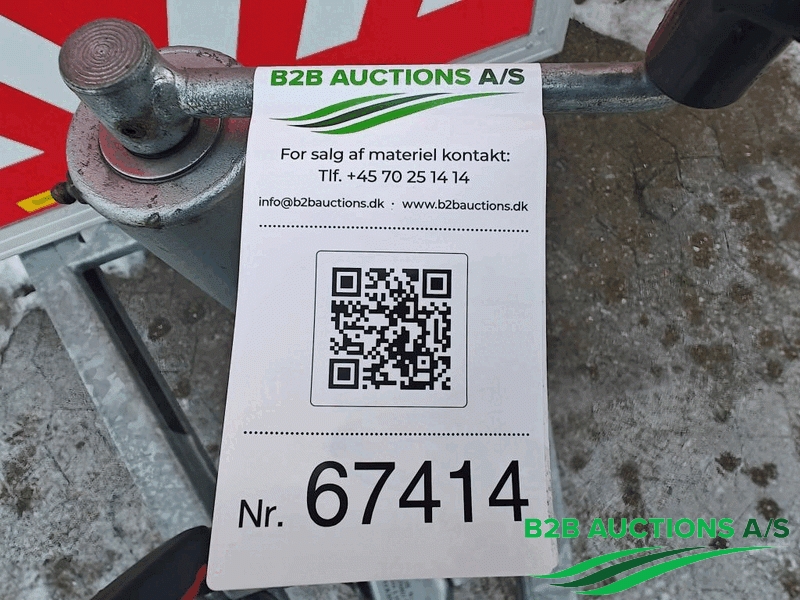 B2B AUCTIONS A/S
For salg af materiel kontakt:
Tlf. +45 70 25 14 14
info@b2bauctions.dk · www.b2bauctions.dk
Nr. 67414
B2B AUCTIONS A/S